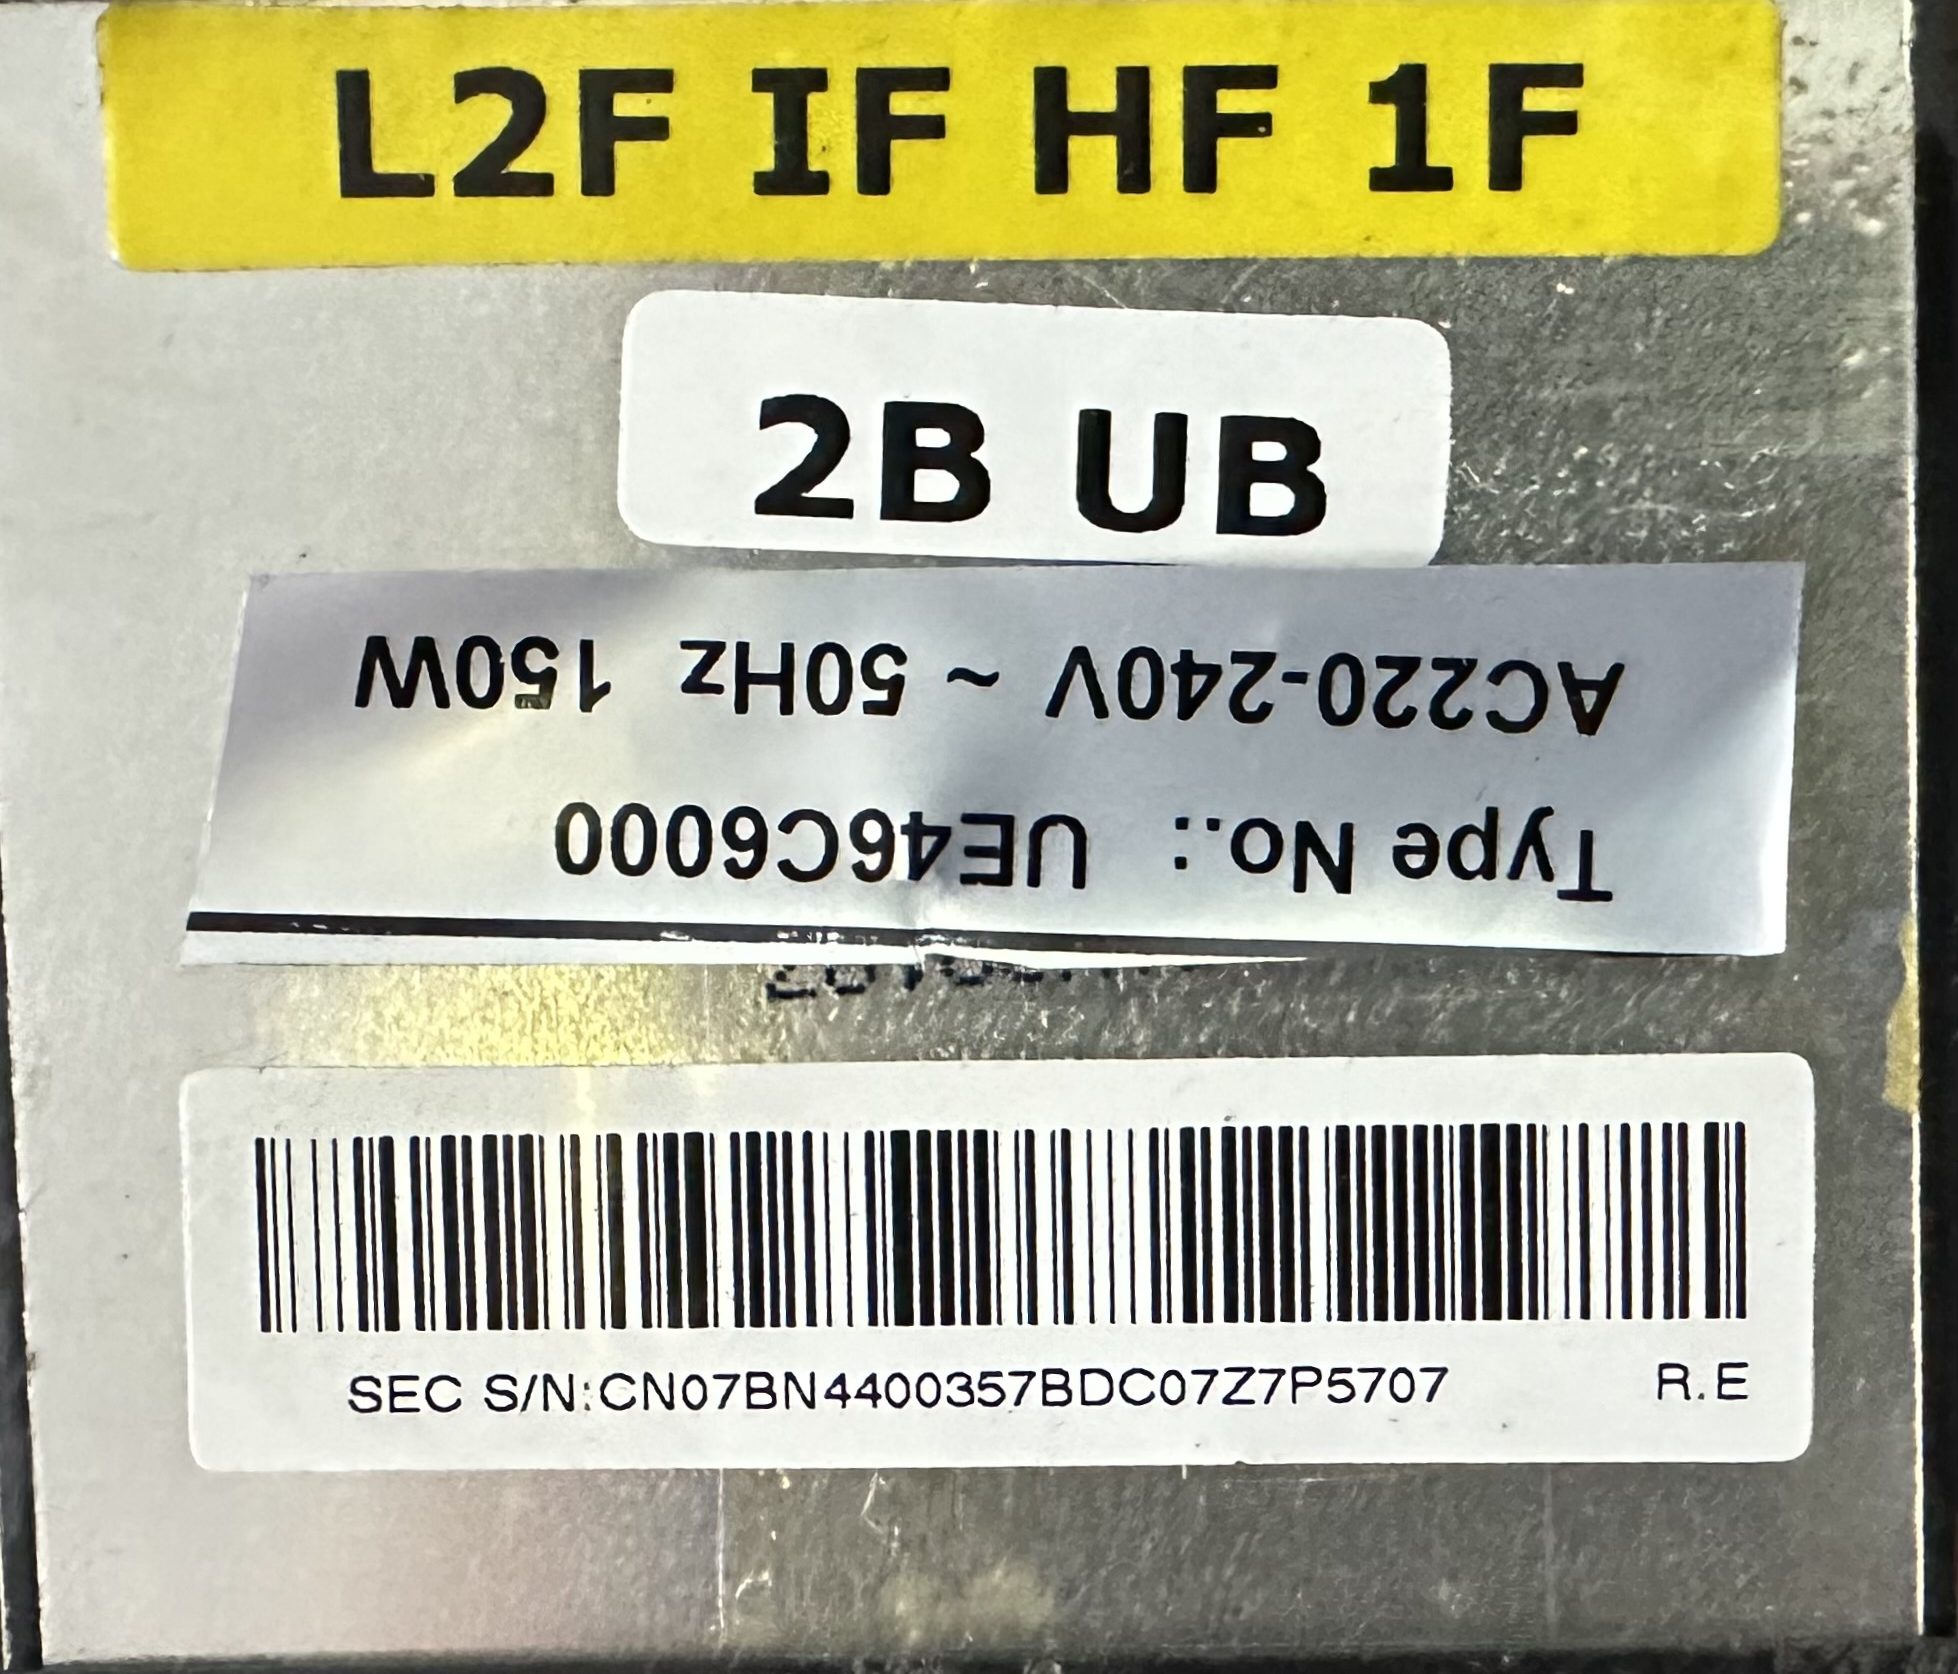 L2F IF HF 1F
2B UB
Type No.: UE46C6000
AC220-240V ~ 50Hz 150W
SEC S/N:CN07BN4400357BDC07Z7P5707 R.E